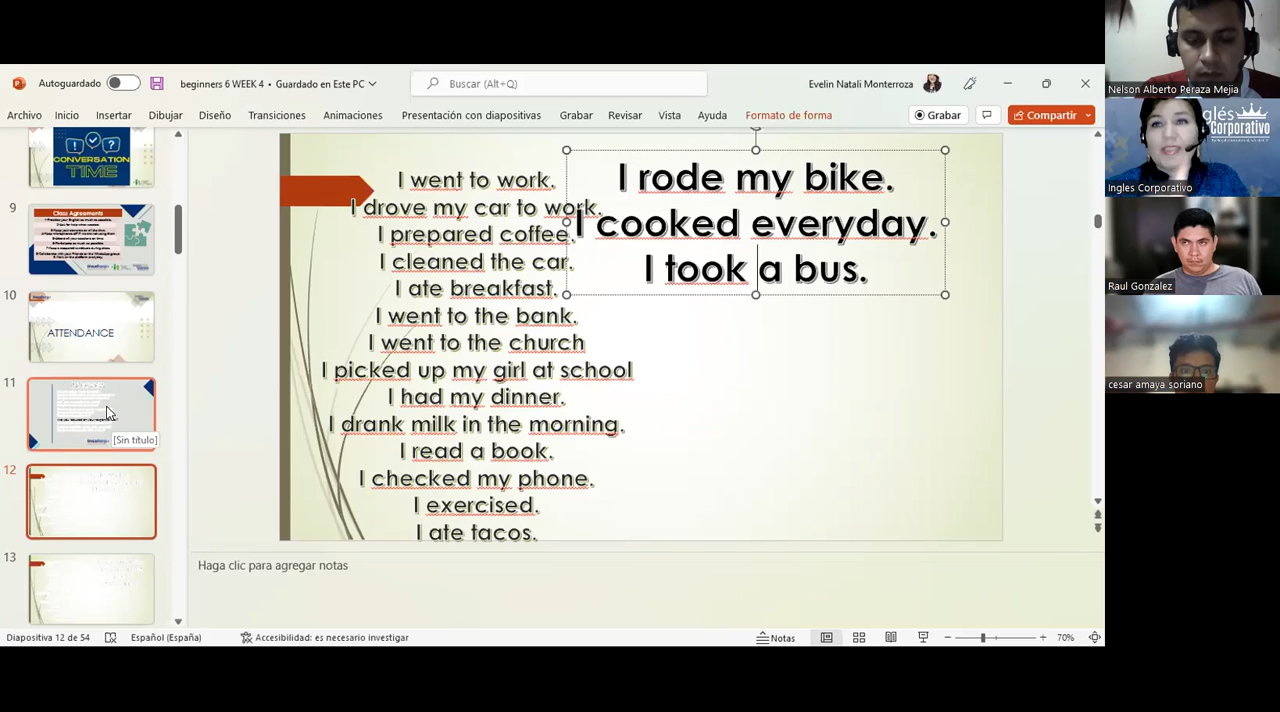 Autoguardado
beginners 6 WEEK 4 • Guardado en Este PC
Buscar (Alt+Q)
Evelin Natali Monterroza
Archivo Inicio Insertar Dibujar Diseño Transiciones Animaciones Presentación con diapositivas Grabar Revisar Vista Ayuda Formato de forma
Grabar
Compartir
CONVERSATION
TIME
9
Class Agreements
10
ATTENDANCE
11
[Sin título]
12
13
I went to work.
I drove my car to work.
I prepared coffee.
I cleaned the car.
I ate breakfast.
I went to the bank.
I went to the church
I picked up my girl at school
I had my dinner.
I drank milk in the morning.
I read a book.
I checked my phone.
I exercised.
I ate tacos.
I rode my bike.
I cooked everyday.
I took a bus.
Haga clic para agregar notas
Diapositiva 12 de 54
Español (España)
Accesibilidad: es necesario investigar
Notas
70%
Nelson Alberto Peraza Mejia
Corporativo
Ingles Corporativo
Raul Gonzalez
cesar amaya soriano